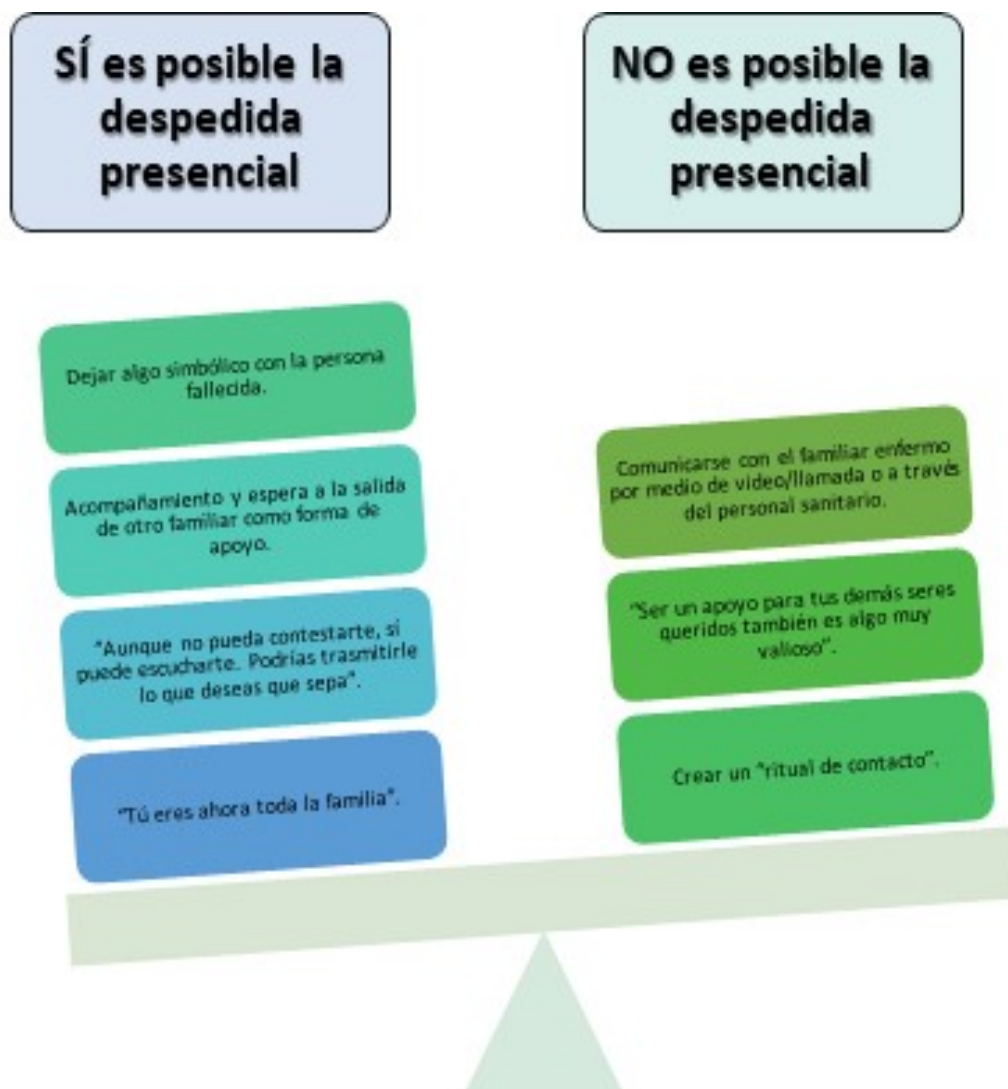 SÍ es posible la
despedida
presencial
NO es posible la
despedida
presencial
Dejar algo simbólico con la persona
fallecida.
Acompañamiento y espera a la salida
de otro familiar como forma de
apoyo.
"Aunque no pueda contestarte, sí
puede escucharte. Podrías trasmitirle
lo que deseas que sepa".
"Tú eres ahora toda la familia".
Comunicarse con el familiar enfermo
por medio de video/llamada o a través
del personal sanitario.
"Ser un apoyo para tus demás seres
queridos también es algo muy
valioso".
Crear un "ritual de contacto".